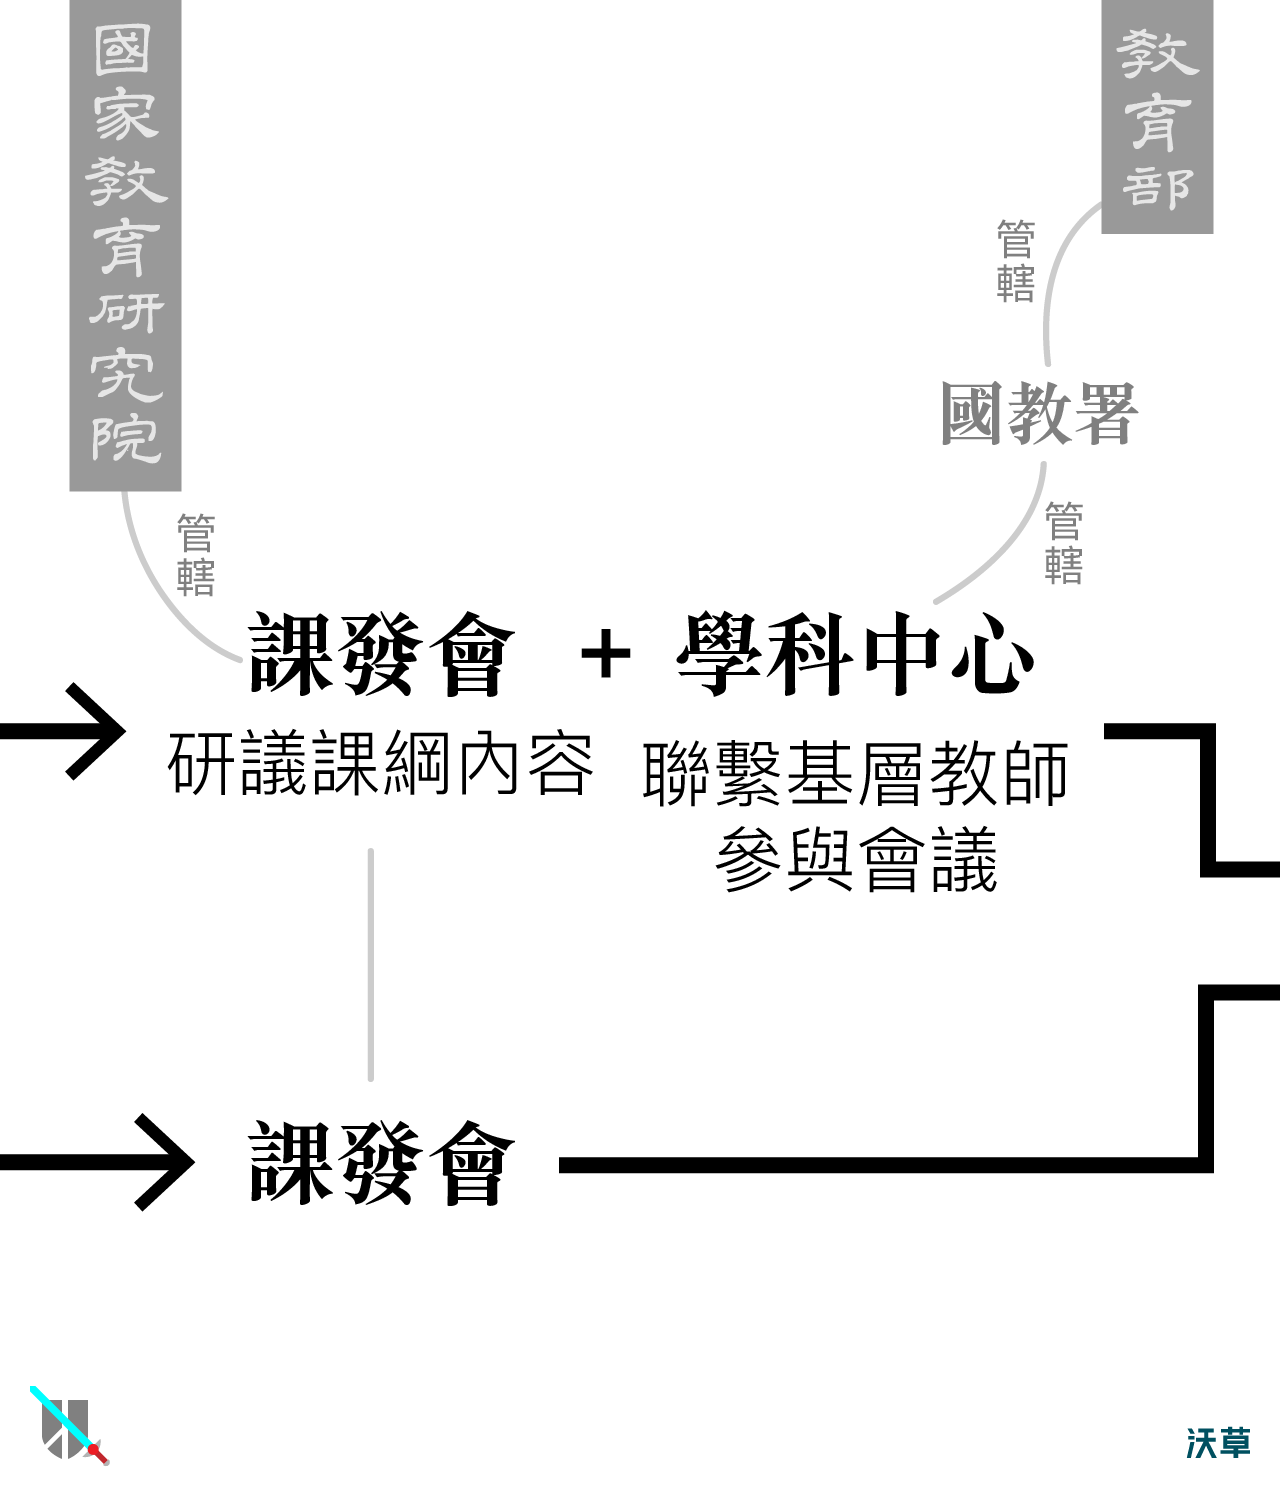 國家教育研究院
教育部
管轄
國教署
管轄
管轄
課發會 + 學科中心
研議課綱內容
聯繫基層教師
參與會議
課發會
沃草